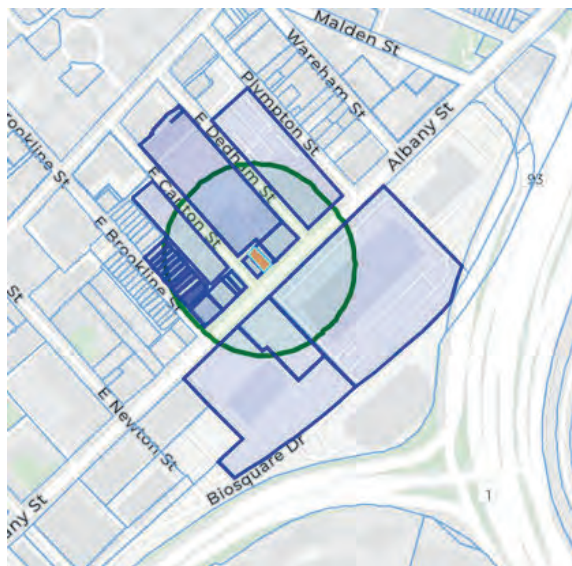 Malden St
Wareham St
Plympton St
Albany St
E Dedham St
93
E Canton St
rookline St
E Brookline St
St
E Newton St
Biosquare Dr
1
any St